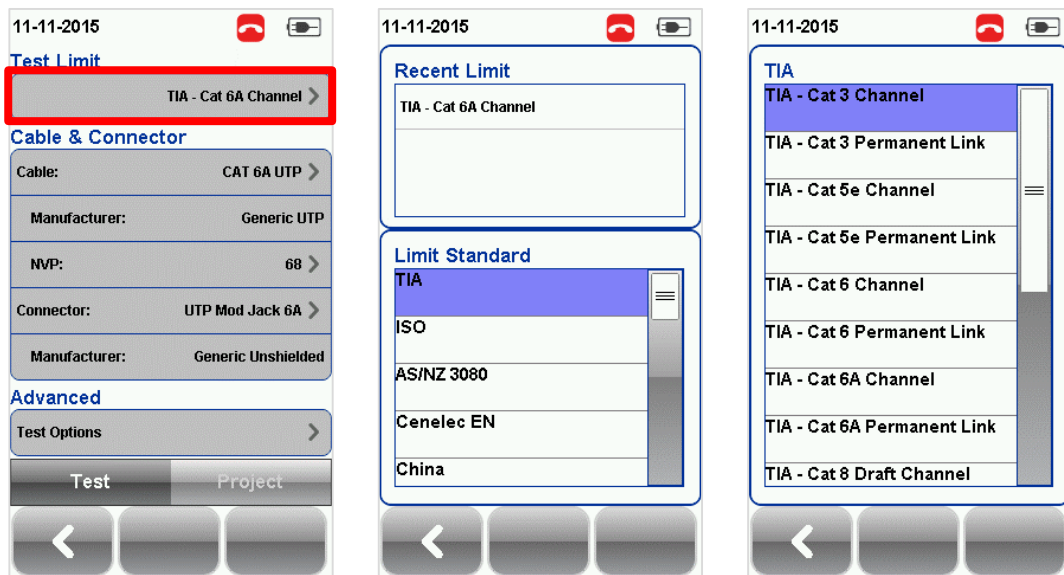 11-11-2015
Test Limit
TIA - Cat 6A Channel
Cable & Connector
Cable: CAT 6A UTP
Manufacturer: Generic UTP
NVP: 68
Connector: UTP Mod Jack 6A
Manufacturer: Generic Unshielded
Advanced
Test Options
Test Project
11-11-2015
Recent Limit
TIA - Cat 6A Channel
Limit Standard
TIA
ISO
AS/NZ 3080
Cenelec EN
China
11-11-2015
TIA
TIA - Cat 3 Channel
TIA - Cat 3 Permanent Link
TIA - Cat 5e Channel
TIA - Cat 5e Permanent Link
TIA - Cat 6 Channel
TIA - Cat 6 Permanent Link
TIA - Cat 6A Channel
TIA - Cat 6A Permanent Link
TIA - Cat 8 Draft Channel